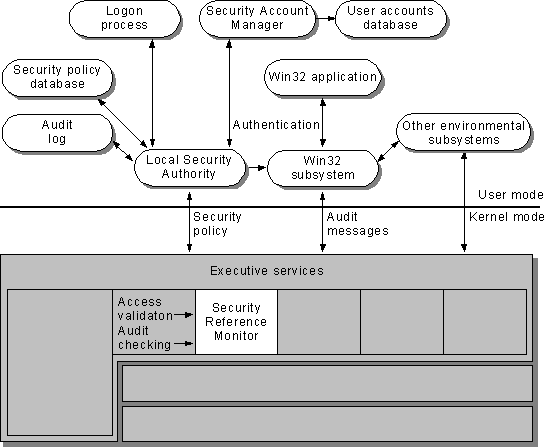 Logon
process
Security Account
Manager
User accounts
database
Security policy
database
Win32 application
Audit
log
Authentication
Other environmental
subsystems
Local Security
Authority
Win32
subsystem
User mode
Security
policy
Audit
messages
Kernel mode
Executive services
Access
validaton
Audit
checking
Security
Reference
Monitor